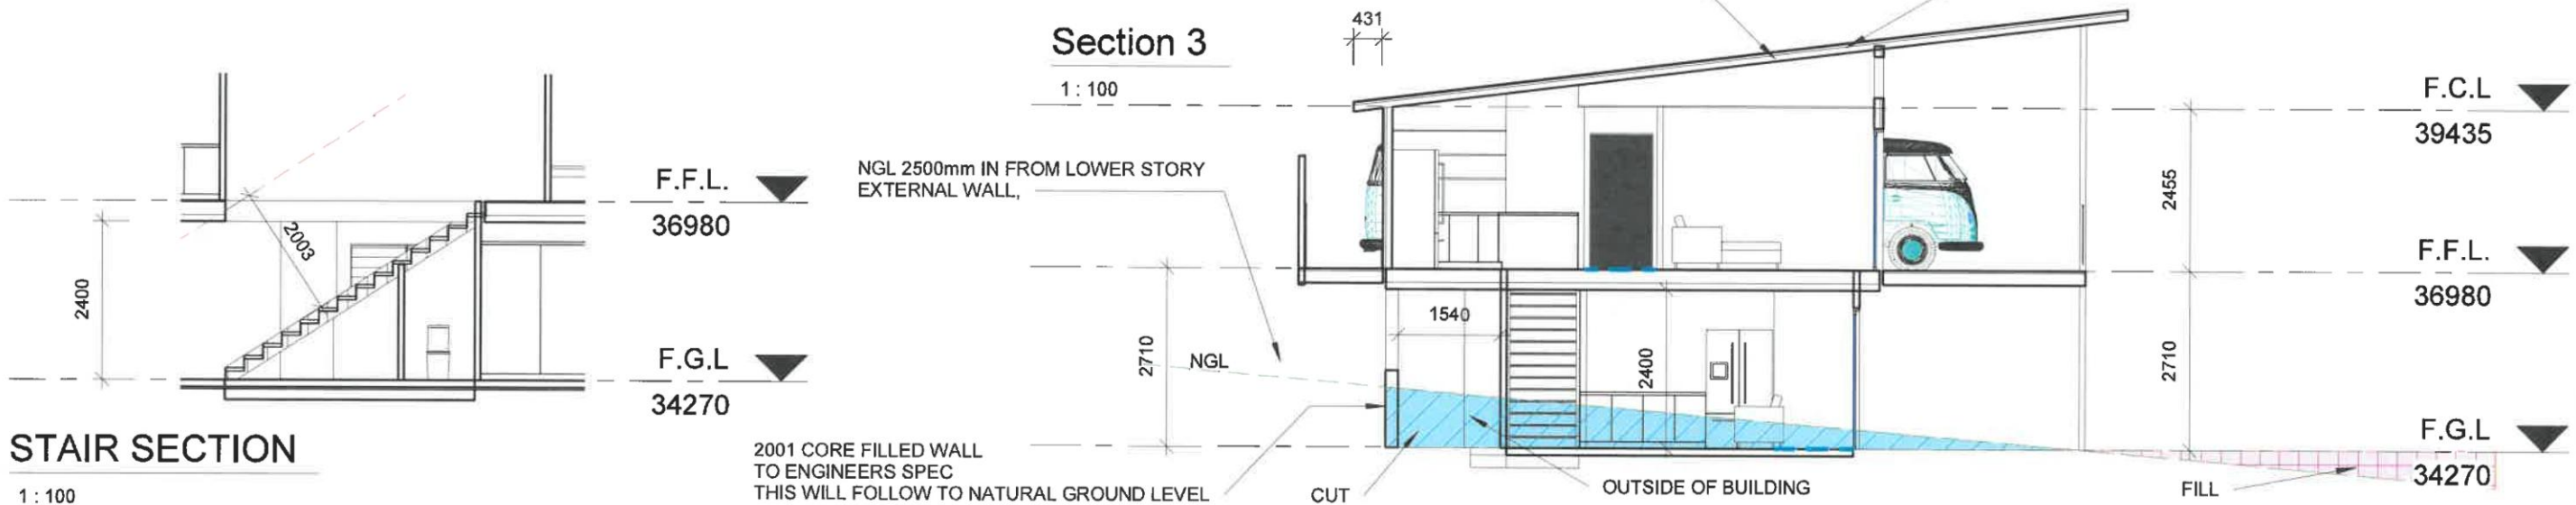 2400
2003
F.F.L.
36980
F.G.L
34270
STAIR SECTION
1 : 100
Section 3
1 : 100
431
NGL 2500mm IN FROM LOWER STORY
EXTERNAL WALL,
2710
NGL
1540
2400
2001 CORE FILLED WALL
TO ENGINEERS SPEC
THIS WILL FOLLOW TO NATURAL GROUND LEVEL
CUT
OUTSIDE OF BUILDING
FILL
2455
2710
F.C.L
39435
F.F.L.
36980
F.G.L
34270